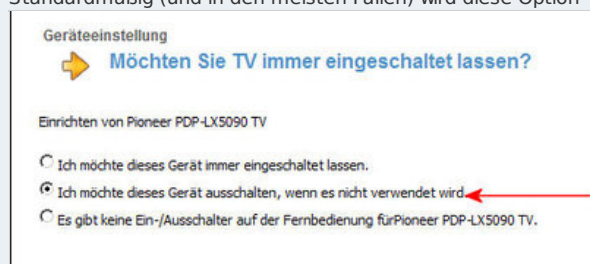 Standardmäßig (und in den meisten Fällen) wird diese Option
Geräteeinstellung
Möchten Sie TV immer eingeschaltet lassen?
Einrichten von Pioneer PDP-LX5090 TV
Ich möchte dieses Gerät immer eingeschaltet lassen.
Ich möchte dieses Gerät ausschalten, wenn es nicht verwendet wird.
Es gibt keine Ein-/Ausschalter auf der Fernbedienung fürPioneer PDP-LX5090 TV.